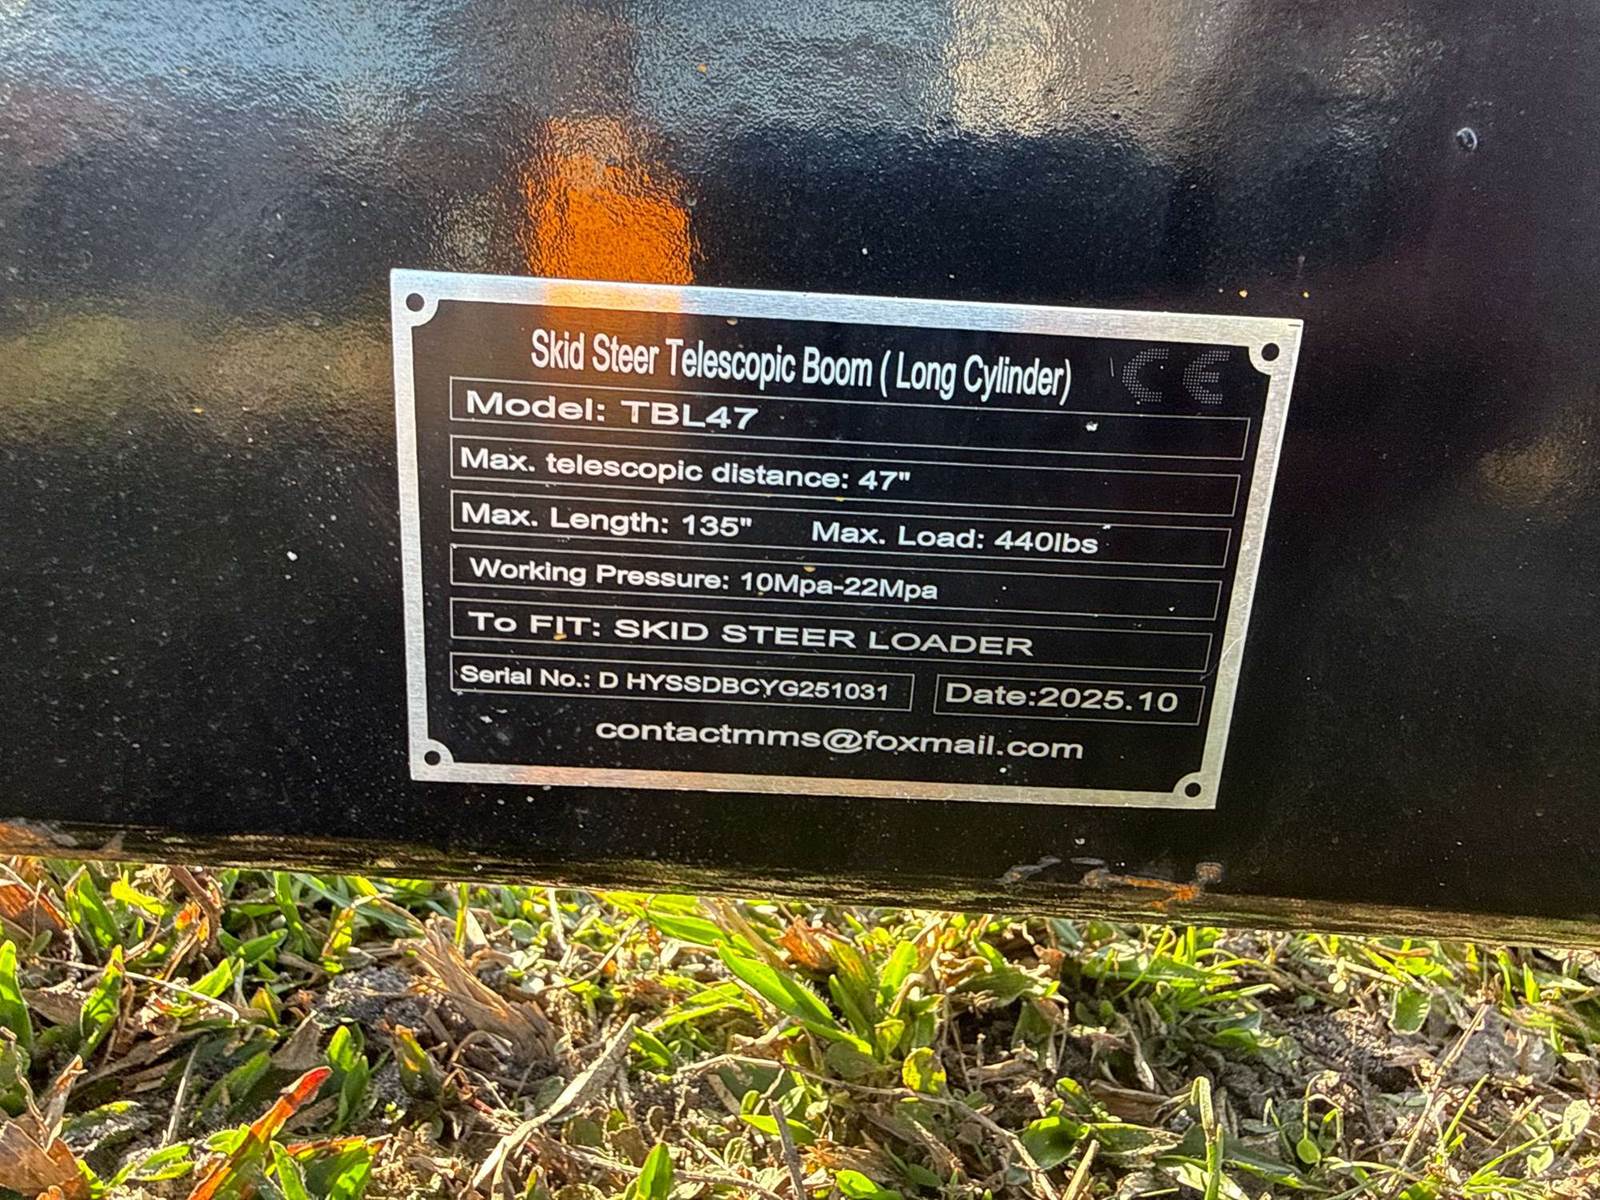 Skid Steer Telescopic Boom ( Long Cylinder) CE
Model: TBL47
Max. telescopic distance: 47"
Max. Length: 135" Max. Load: 440lbs
Working Pressure: 10Mpa-22Mpa
To FIT: SKID STEER LOADER
Serial No.: D HYSSDBCYG251031 Date:2025.10
contactmms@foxmail.com